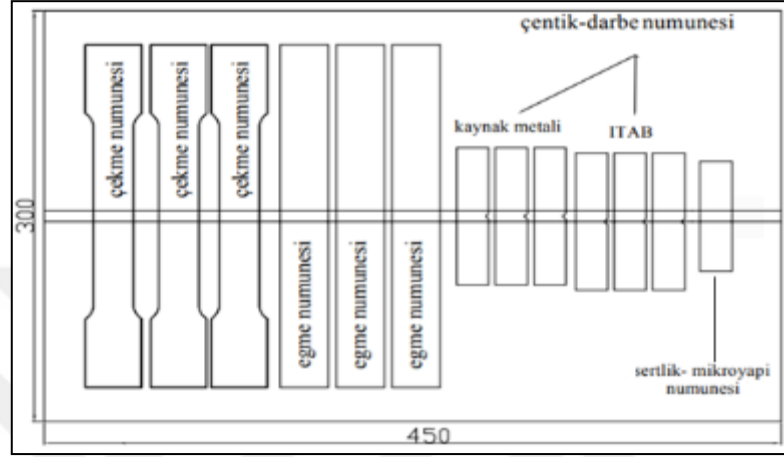 çentik-darbe numunesi
kaynak metali
ITAB
çekme numunesi
çekme numunesi
çekme numunesi
egme numunesi
egme numunesi
egme numunesi
300
sertlik- mikroyapi
numunesi
450